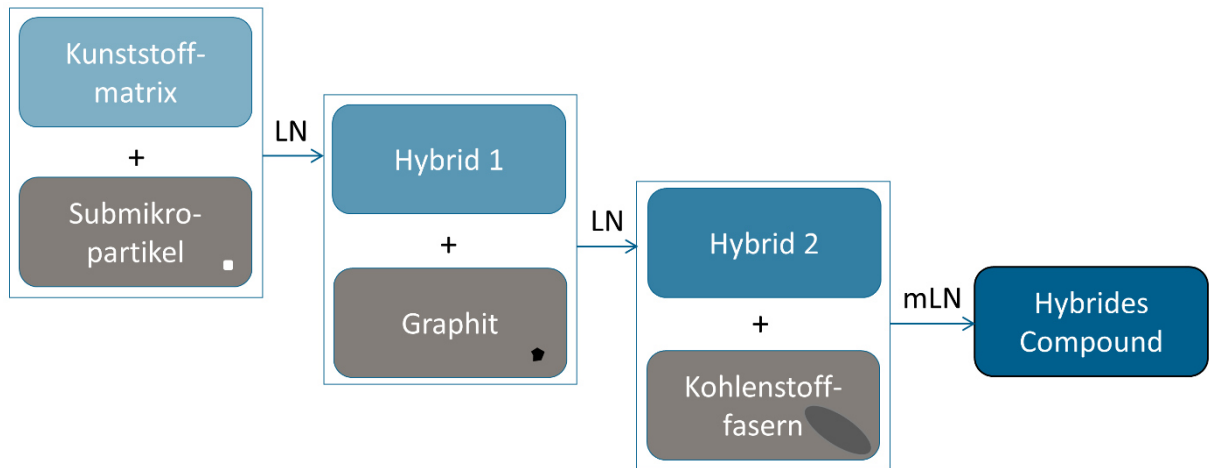 Kunststoff-
matrix
+
Submikro-
partikel
LN
Hybrid 1
+
Graphit
LN
Hybrid 2
+
Kohlenstoff-
fasern
mLN
Hybrides
Compound